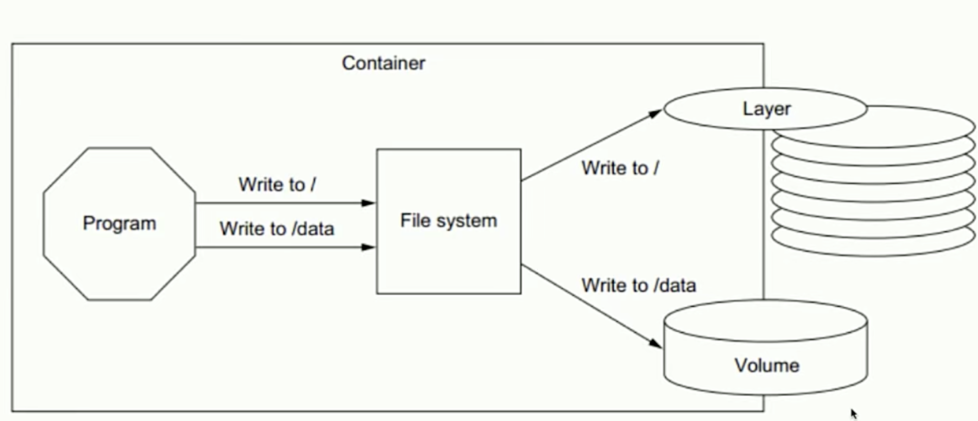 Container
Layer
Write to /
Write to /
Program
Write to /data
File system
Write to /data
Volume